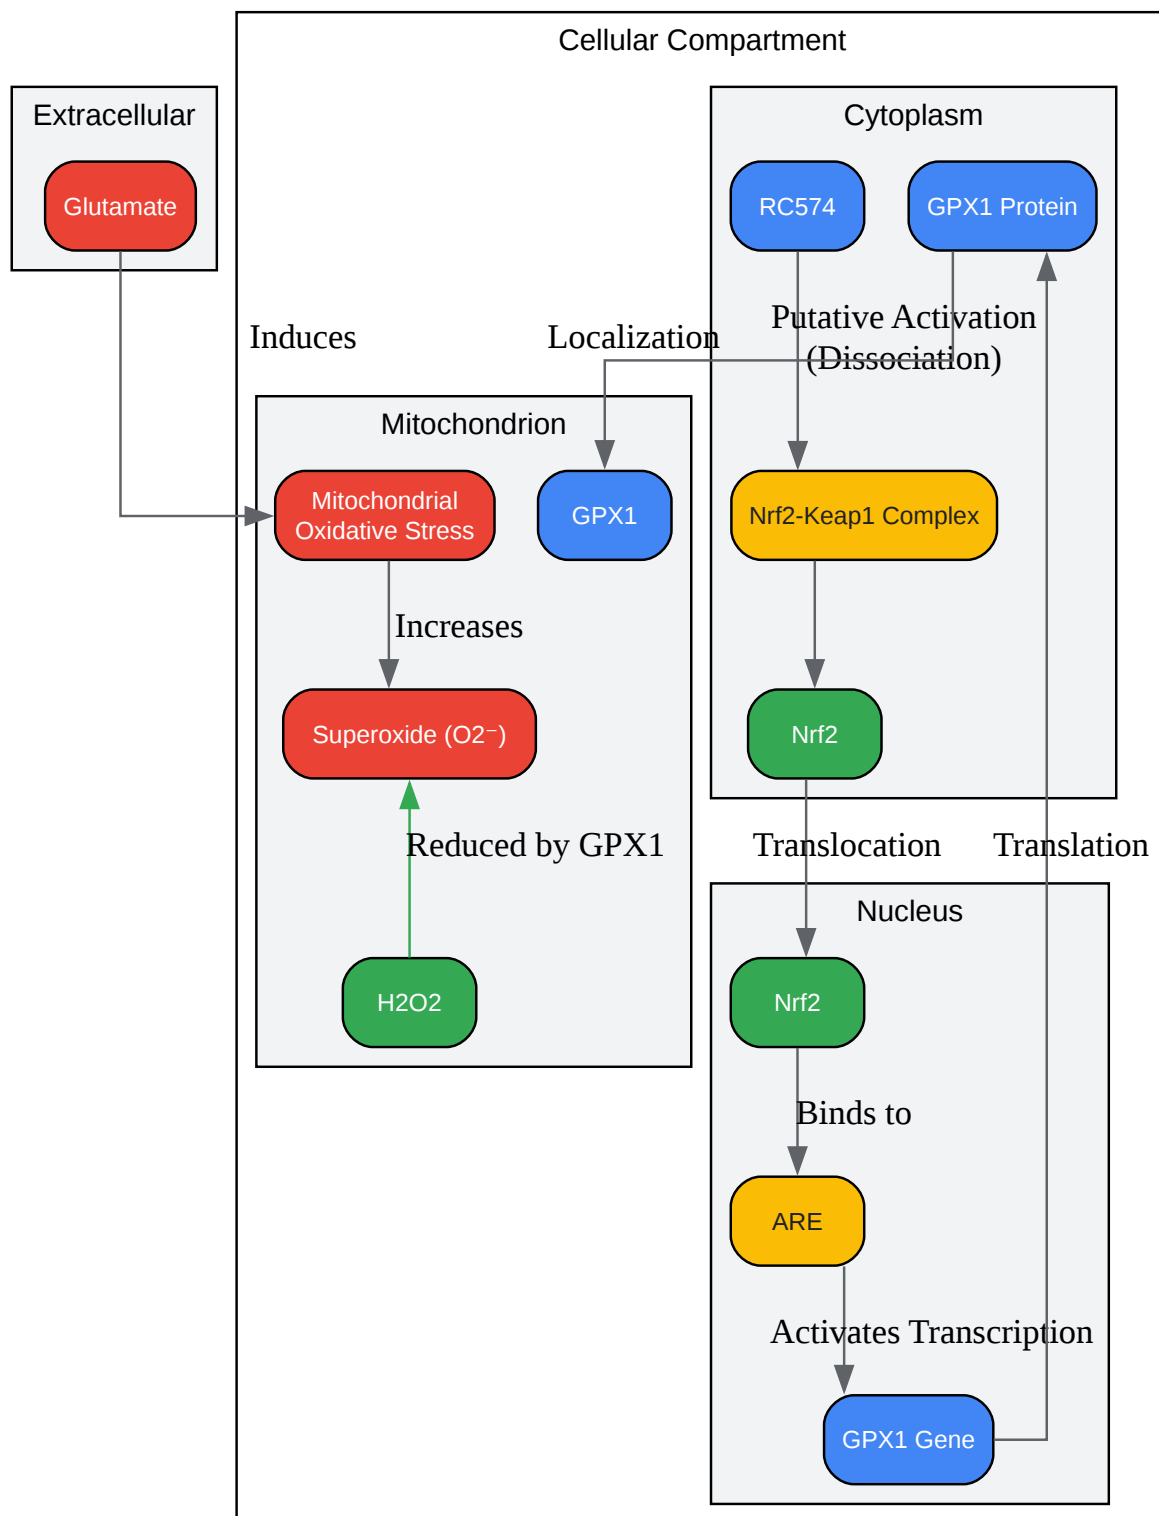 Cellular Compartment
Extracellular
Glutamate
Cytoplasm
RC574
GPX1 Protein
Induces
Localization
Putative Activation
(Dissociation)
Mitochondrion
Mitochondrial
Oxidative Stress
GPX1
Nrf2-Keap1 Complex
Increases
Superoxide (O2⁻)
Nrf2
Reduced by GPX1
Translocation
Translation
Nucleus
H2O2
Nrf2
Binds to
ARE
Activates Transcription
GPX1 Gene